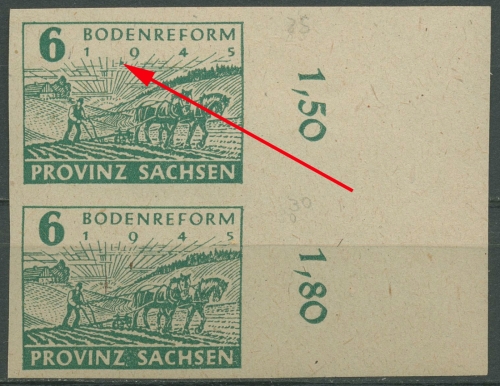 6 BODENREFORM
1 9 4 5
PROVINZ SACHSEN
1,50
6 BODENREFORM
1 9 4 5
PROVINZ SACHSEN
1,80